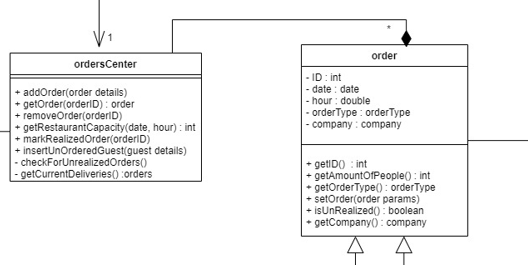 1
*
ordersCenter
+ addOrder(order details)
+ getOrder(orderID) : order
+ removeOrder(orderID)
+ getRestaurantCapacity(date, hour) : int
+ markRealizedOrder(orderID)
+ insertUnOrderedGuest(guest details)
- checkForUnrealizedOrders()
- getCurrentDeliveries() :orders
order
- ID : int
- date : date
- hour : double
- orderType : orderType
- company : company
+ getID() : int
+ getAmountOfPeople() : int
+ getOrderType() : orderType
+ setOrder(order params)
+ isUnRealized() : boolean
+ getCompany() : company